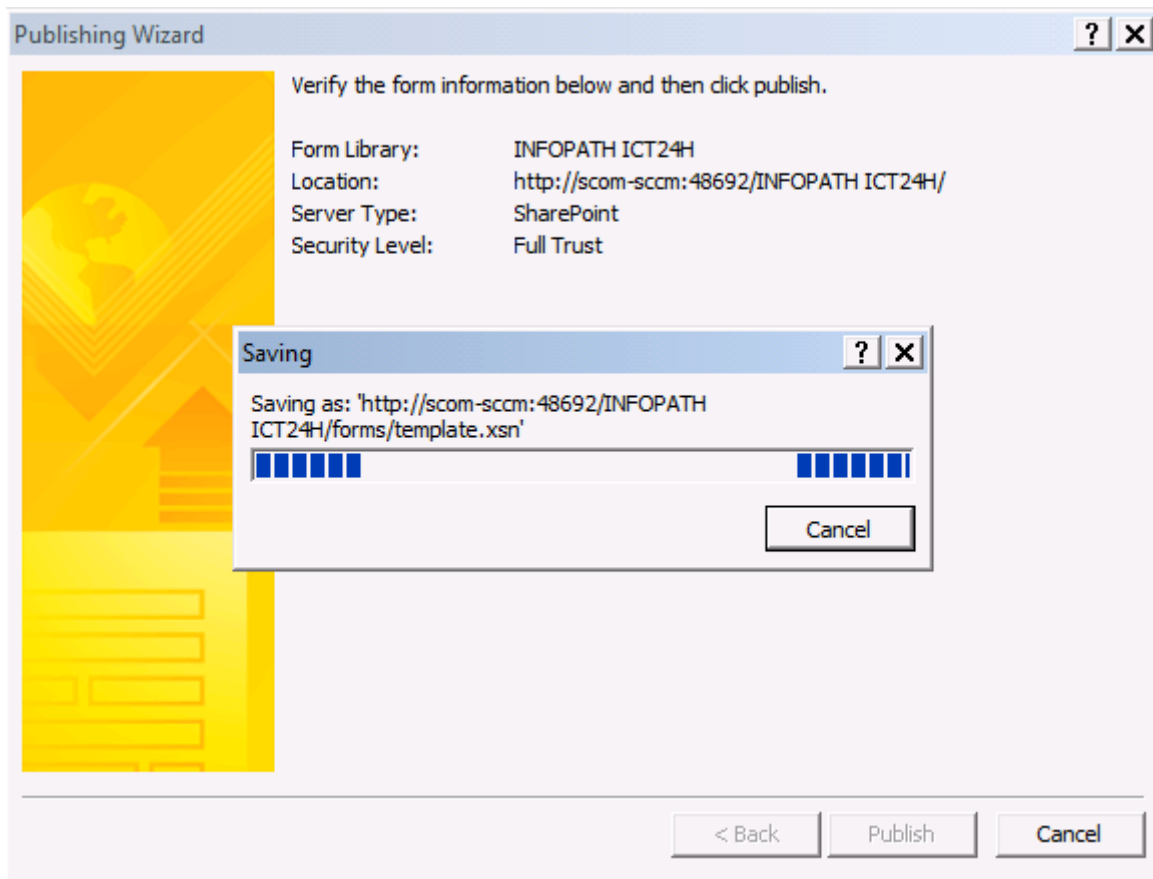 Publishing Wizard
Verify the form information below and then click publish.
Form Library: INFOPATH ICT24H
Location: http://scom-sccm:48692/INFOPATH ICT24H/
Server Type: SharePoint
Security Level: Full Trust
Saving
Saving as: 'http://scom-sccm:48692/INFOPATH
ICT24H/forms/template.xsn'
Cancel
< Back Publish Cancel